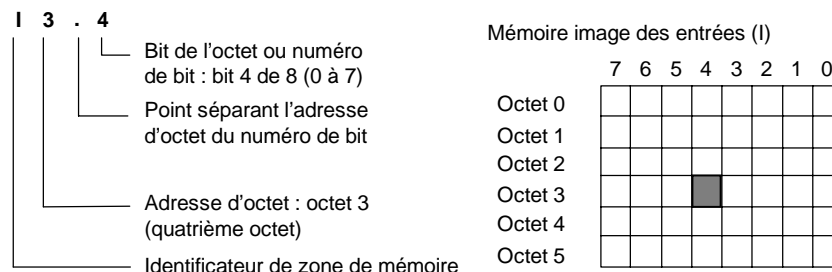 I 3 . 4
Bit de l'octet ou numéro
de bit : bit 4 de 8 (0 à 7)
Point séparant l'adresse
d'octet du numéro de bit
Adresse d'octet : octet 3
(quatrième octet)
Identificateur de zone de mémoire
Mémoire image des entrées (I)
7 6 5 4 3 2 1 0
Octet 0
Octet 1
Octet 2
Octet 3
Octet 4
Octet 5